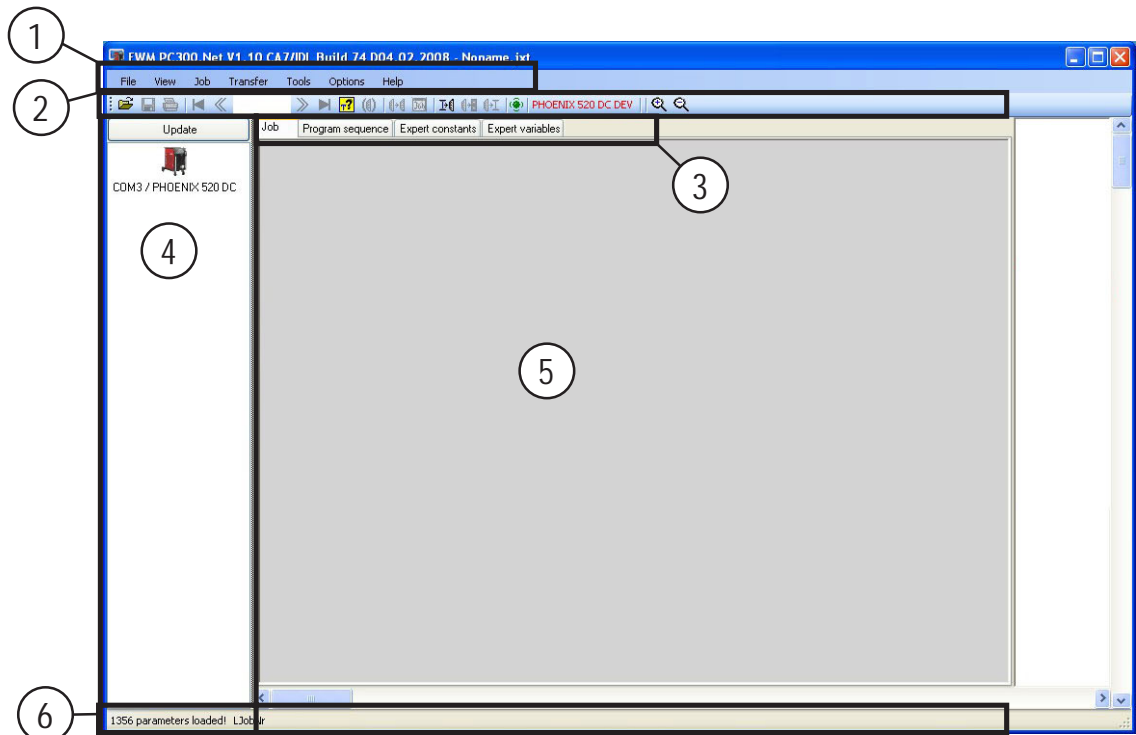 1
EWM PC300.Net V1.10 CA7/IDL Build 74 D04.02.2008 - Noname.ixt
File View Job Transfer Tools Options Help
2
PHOENIX 520 DC DEV
Update
Job Program sequence Expert constants Expert variables
COM3 / PHOENIX 520 DC
3
4
5
6
1356 parameters loaded! LJobNr